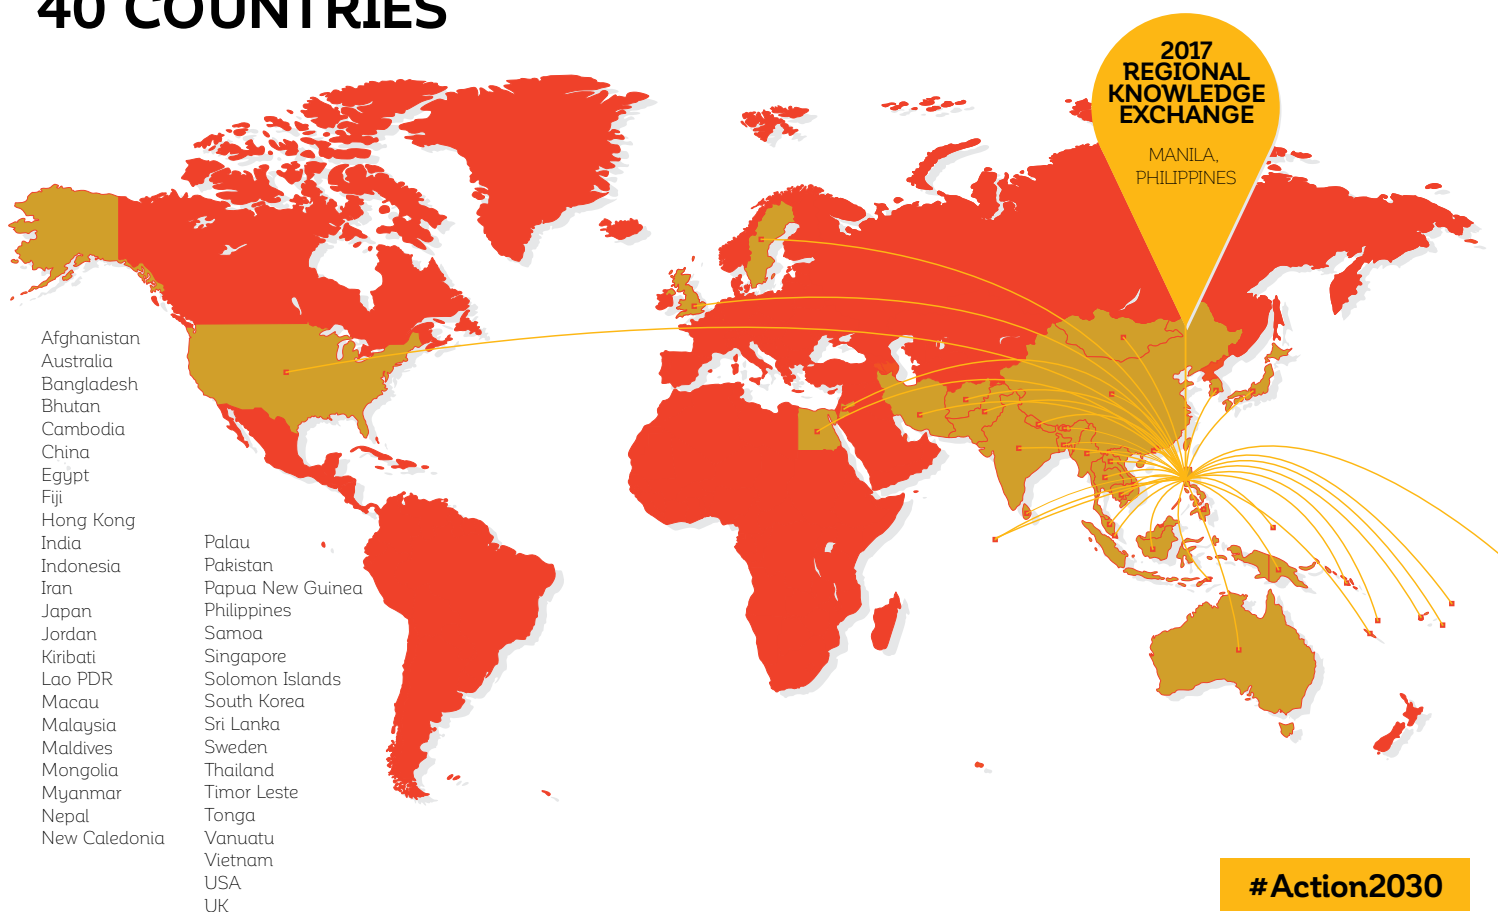 40 COUNTRIES
2017
REGIONAL
KNOWLEDGE
EXCHANGE
MANILA,
PHILIPPINES
Afghanistan
Australia
Bangladesh
Bhutan
Cambodia
China
Egypt
Fiji
Hong Kong
India
Indonesia
Iran
Japan
Jordan
Kiribati
Lao PDR
Macau
Malaysia
Maldives
Mongolia
Myanmar
Nepal
New Caledonia
Palau
Pakistan
Papua New Guinea
Philippines
Samoa
Singapore
Solomon Islands
South Korea
Sri Lanka
Sweden
Thailand
Timor Leste
Tonga
Vanuatu
Vietnam
USA
UK
#Action2030